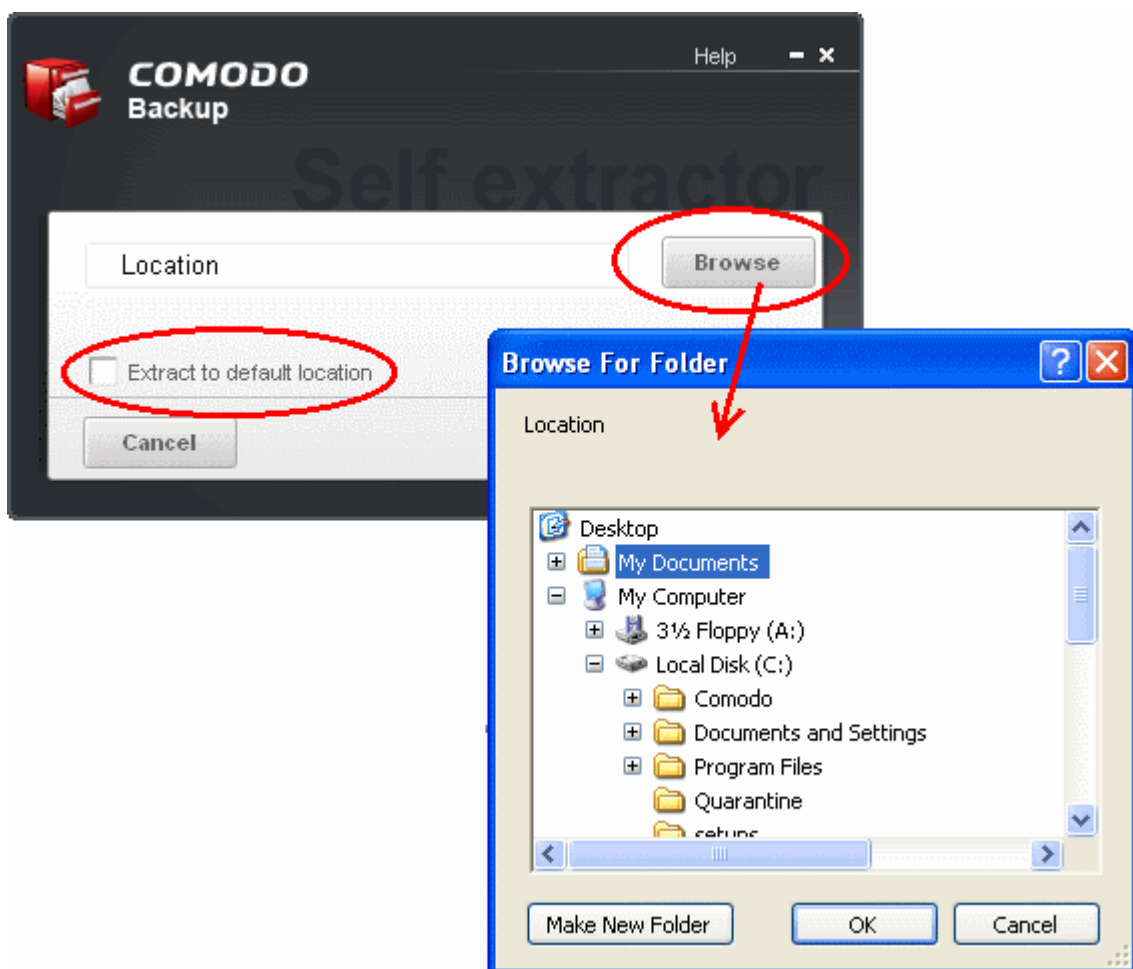 Help
COMODO
Backup
Self extractor
Location
Browse
Extract to default location
Cancel
Browse For Folder
Location
Desktop
My Documents
My Computer
3½ Floppy (A:)
Local Disk (C:)
Comodo
Documents and Settings
Program Files
Quarantine
setups
Make New Folder
OK
Cancel